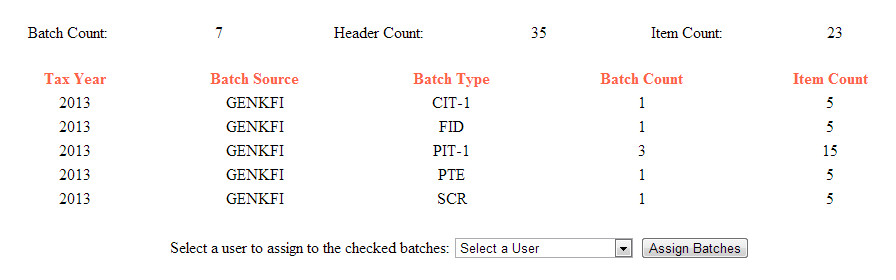 Batch Count: 7 Header Count: 35 Item Count: 23
Tax Year Batch Source Batch Type Batch Count Item Count
2013 GENKFI CIT-1 1 5
2013 GENKFI FID 1 5
2013 GENKFI PIT-1 3 15
2013 GENKFI PTE 1 5
2013 GENKFI SCR 1 5
Select a user to assign to the checked batches: Select a User Assign Batches